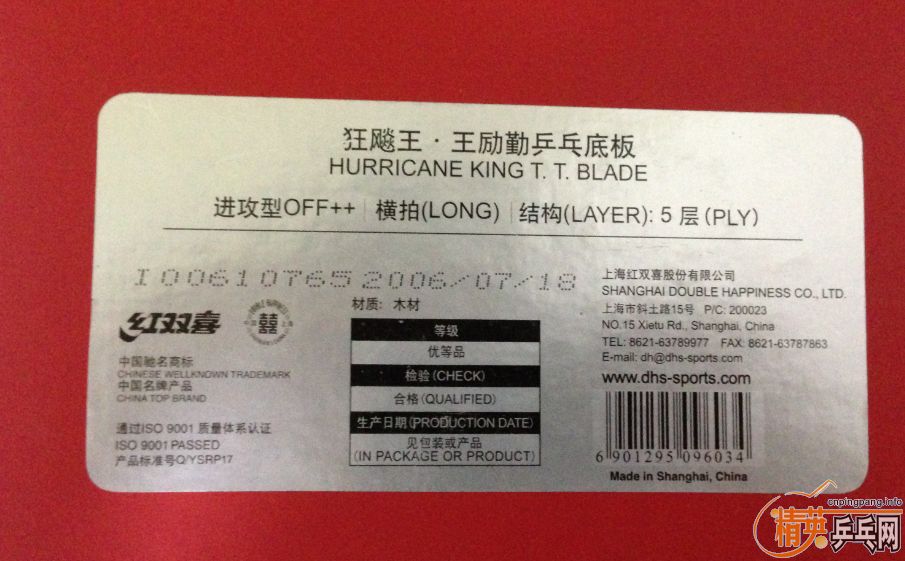 狂飚王·王励勤乒乓底板
HURRICANE KING T. T. BLADE
进攻型OFF++ 横拍(LONG) 结构(LAYER): 5 层(PLY)
I00610765 2006/07/18
红双喜
囍
中国驰名商标
CHINESE WELLKNOWN TRADEMARK
中国名牌产品
CHINA TOP BRAND
通过ISO 9001 质量体系认证
ISO 9001 PASSED
产品标准号Q/YSRP17
材质: 木材
等级
优等品
检验(CHECK)
合格(QUALIFIED)
生产日期(PRODUCTION DATE)
见包装或产品
(IN PACKAGE OR PRODUCT)
上海红双喜股份有限公司
SHANGHAI DOUBLE HAPPINESS CO., LTD.
上海市斜土路15号 P/C: 200023
NO.15 Xietu Rd., Shanghai, China
TEL: 8621-63789977 FAX: 8621-63787863
E-mail: dh@dhs-sports.com
www.dhs-sports.com
6 901295 096034
Made in Shanghai, China
cnpingpang.info
精英乒乓网